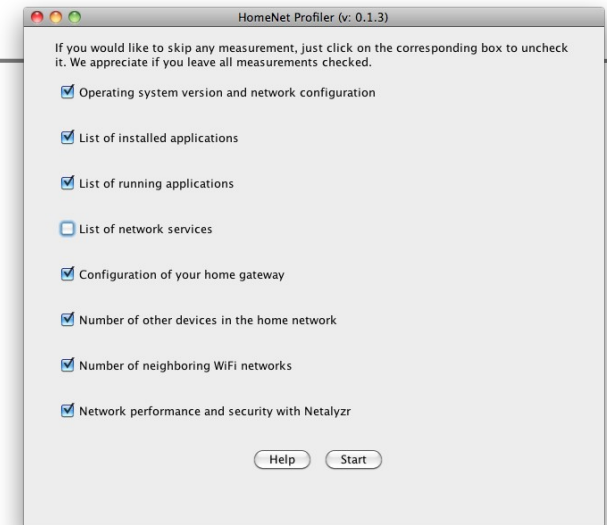 HomeNet Profiler (v: 0.1.3)
If you would like to skip any measurement, just click on the corresponding box to uncheck
it. We appreciate if you leave all measurements checked.
Operating system version and network configuration
List of installed applications
List of running applications
List of network services
Configuration of your home gateway
Number of other devices in the home network
Number of neighboring WiFi networks
Network performance and security with Netalyzr
Help Start